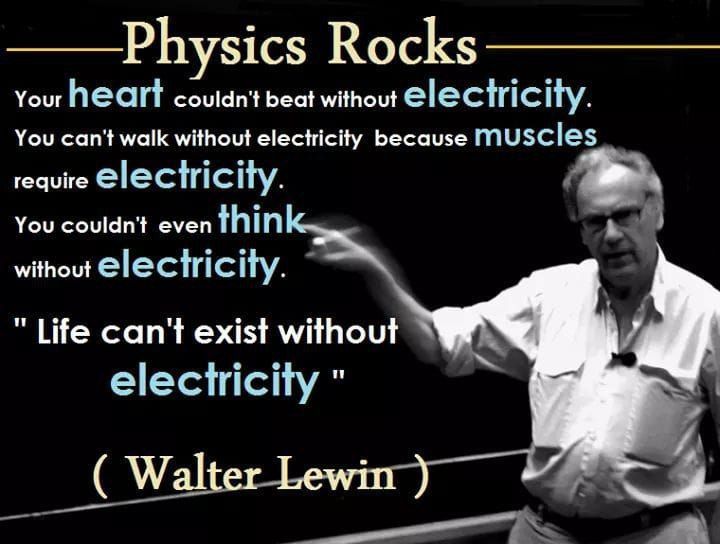 Physics Rocks
Your heart couldn't beat without electricity.
You can't walk without electricity because muscles
require electricity.
You couldn't even think
without electricity.
" Life can't exist without
electricity "
( Walter Lewin )